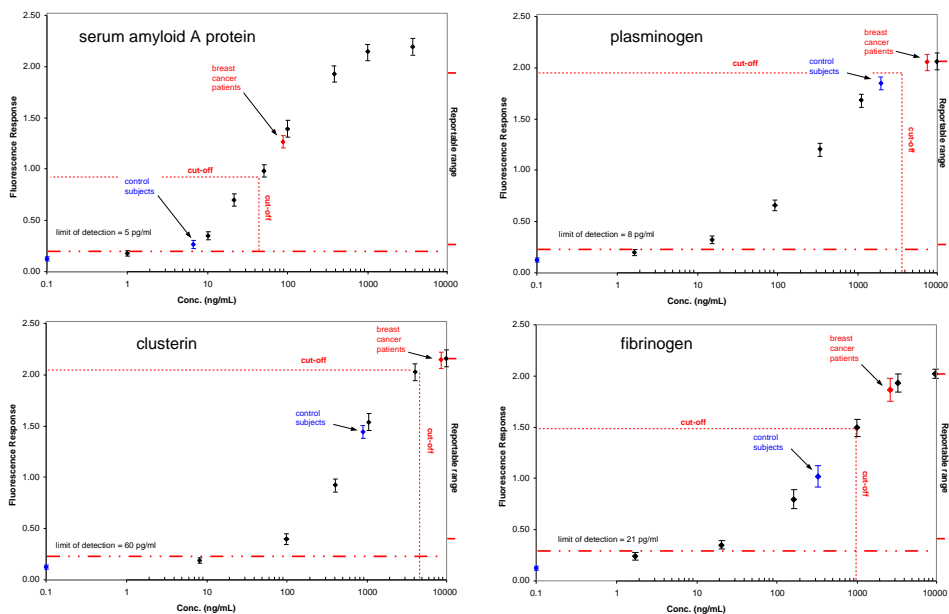 serum amyloid A protein
2.50
2.00
1.50
1.00
0.50
0.00
Fluorescence Response
breast
cancer
patients
cut-off
cut-off
control
subjects
limit of detection = 5 pg/ml
Reportable range
0.1
1
10
100
1000
10000
Conc. (ng/mL)
plasminogen
2.50
2.00
1.50
1.00
0.50
0.00
Fluorescence Response
breast
cancer
patients
cut-off
control
subjects
cut-off
limit of detection = 8 pg/ml
Reportable range
0.1
1
10
100
1000
10000
Conc. (ng/mL)
clusterin
2.50
2.00
1.50
1.00
0.50
0.00
Fluorescence Response
breast
cancer
patients
cut-off
control
subjects
cut-off
limit of detection = 60 pg/ml
Reportable range
0.1
1
10
100
1000
10000
Conc. (ng/mL)
fibrinogen
2.50
2.00
1.50
1.00
0.50
0.00
Fluorescence Response
breast
cancer
patients
cut-off
control
subjects
cut-off
limit of detection = 21 pg/ml
Reportable range
0.1
1
10
100
1000
10000
Conc. (ng/mL)